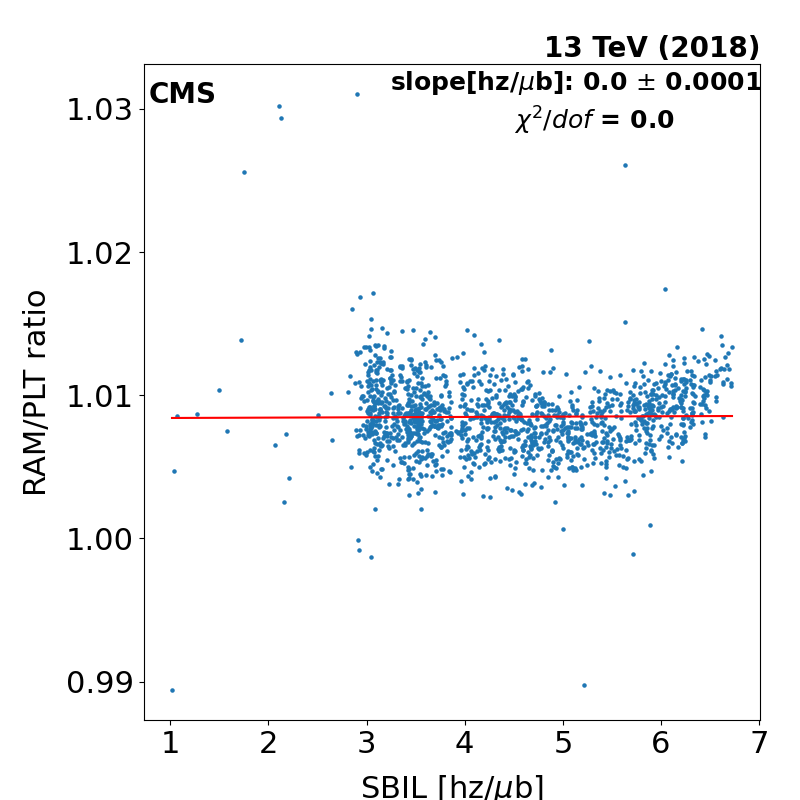 13 TeV (2018)
CMS
slope[hz/μb]: 0.0 ± 0.0001
χ²/dof = 0.0
1.03
1.02
1.01
1.00
0.99
RAM/PLT ratio
1 2 3 4 5 6 7
SBIL [hz/μb]